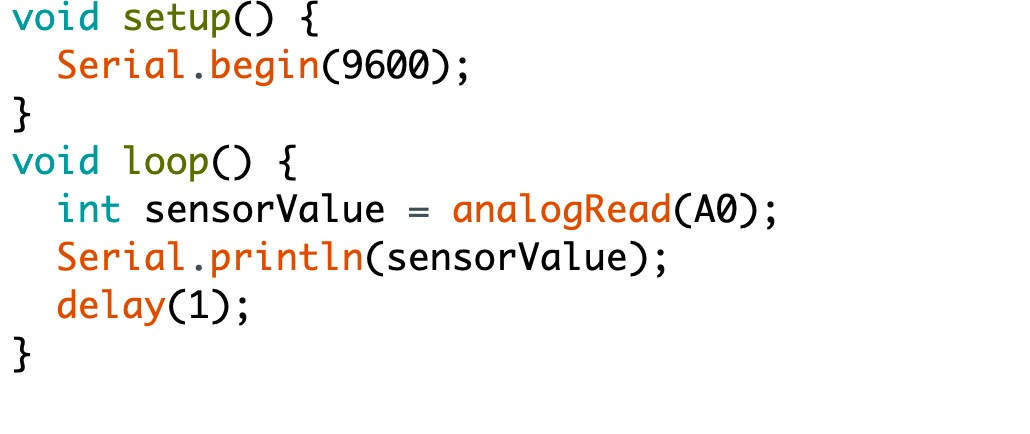 void setup() {
  Serial.begin(9600);
}
void loop() {
  int sensorValue = analogRead(A0);
  Serial.println(sensorValue);
  delay(1);
}